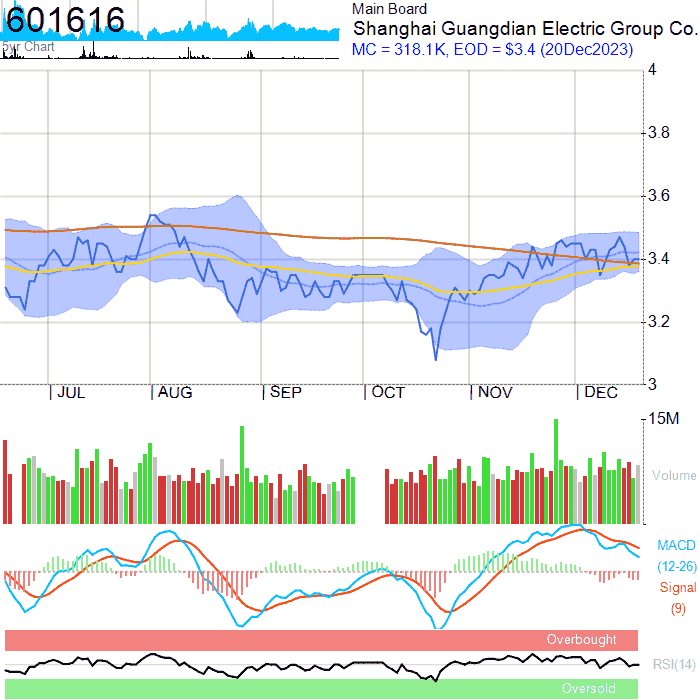 601616
5yr Chart
Main Board
Shanghai Guangdian Electric Group Co.
MC = 318.1K, EOD = $3.4 (20Dec2023)
4
3.8
3.6
3.4
3.2
3
JUL
AUG
SEP
OCT
NOV
DEC
15M
Volume
MACD
(12-26)
Signal
(9)
Overbought
RSI(14)
Oversold